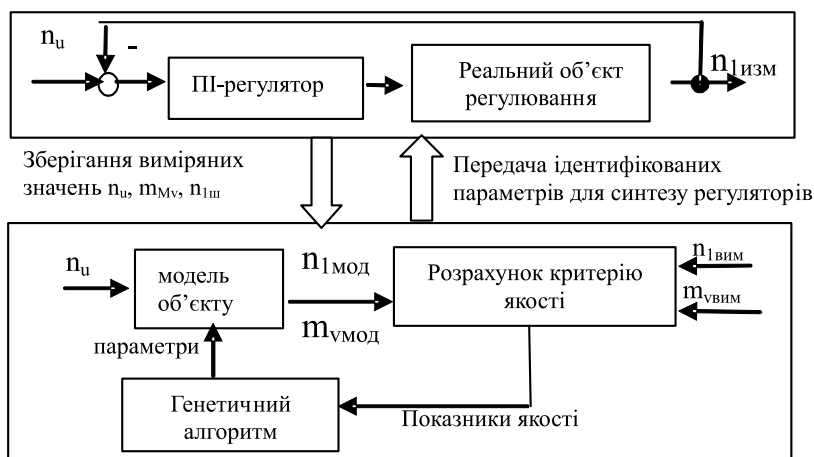 nᵤ
-
ПІ-регулятор
Реальний об’єкт
регулювання
n₁изм
Зберігання виміряних
значень nᵤ, mMv, n₁ш
Передача ідентифікованих
параметрів для синтезу регуляторів
nᵤ
модель
об’єкту
n₁мод
mvмод
Розрахунок критерію
якості
n₁вим
mvвим
параметри
Генетичний
алгоритм
Показники якості